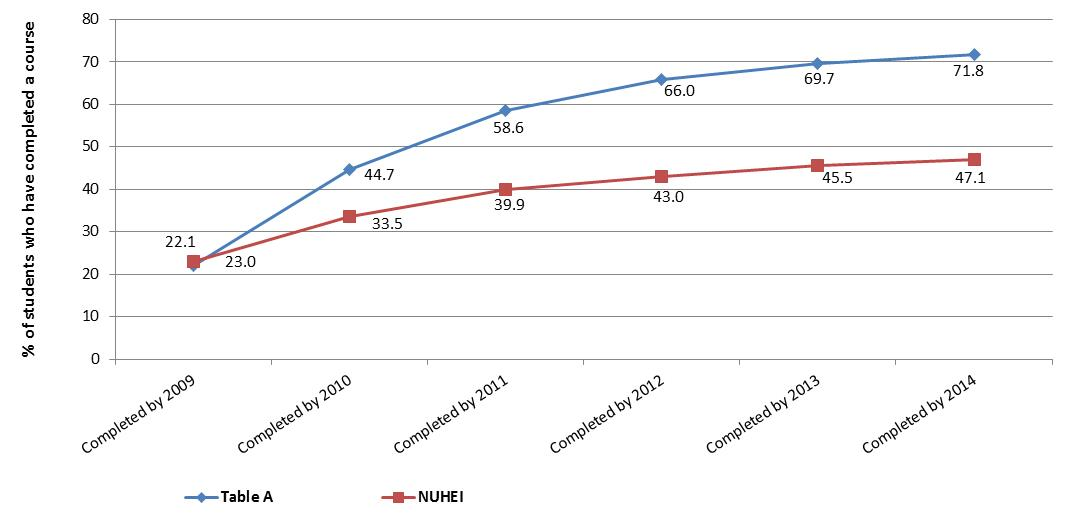 % of students who have completed a course
80
70
60
50
40
30
20
10
0
22.1
44.7
58.6
66.0
69.7
71.8
23.0
33.5
39.9
43.0
45.5
47.1
Completed by 2009
Completed by 2010
Completed by 2011
Completed by 2012
Completed by 2013
Completed by 2014
Table A
NUHEI